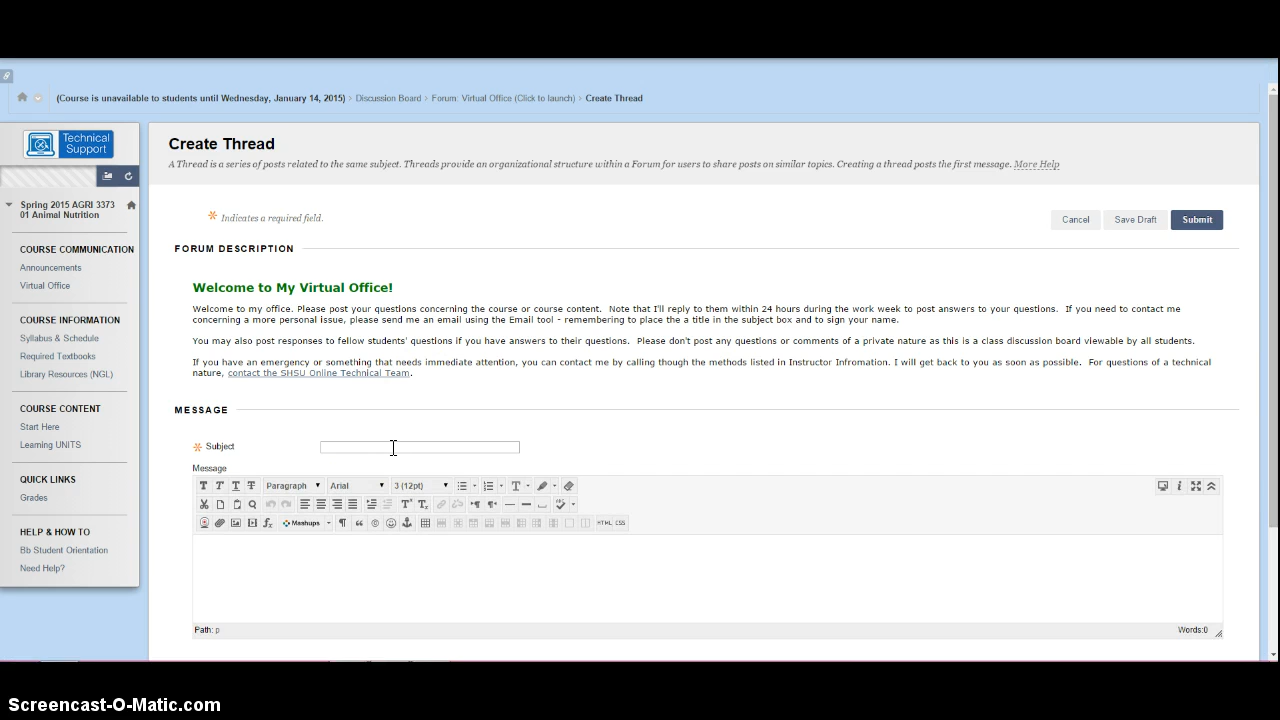 (Course is unavailable to students until Wednesday, January 14, 2015) > Discussion Board > Forum: Virtual Office (Click to launch) > Create Thread
Technical
Support
Spring 2015 AGRI 3373
01 Animal Nutrition
COURSE COMMUNICATION
Announcements
Virtual Office
COURSE INFORMATION
Syllabus & Schedule
Required Textbooks
Library Resources (NGL)
COURSE CONTENT
Start Here
Learning UNITS
QUICK LINKS
Grades
HELP & HOW TO
Bb Student Orientation
Need Help?
Create Thread
A Thread is a series of posts related to the same subject. Threads provide an organizational structure within a Forum for users to share posts on similar topics. Creating a thread posts the first message. More Help
Indicates a required field.
Cancel Save Draft Submit
FORUM DESCRIPTION
Welcome to My Virtual Office!
Welcome to my office. Please post your questions concerning the course or course content. Note that I'll reply to them within 24 hours during the work week to post answers to your questions. If you need to contact me
concerning a more personal issue, please send me an email using the Email tool - remembering to place the a title in the subject box and to sign your name.
You may also post responses to fellow students' questions if you have answers to their questions. Please don't post any questions or comments of a private nature as this is a class discussion board viewable by all students.
If you have an emergency or something that needs immediate attention, you can contact me by calling though the methods listed in Instructor Infromation. I will get back to you as soon as possible. For questions of a technical
nature, contact the SHSU Online Technical Team.
MESSAGE
Subject
Message
T T T T Paragraph Arial 3 (12pt)
Mashups HTML CSS
Path: p Words:0
Screencast-O-Matic.com